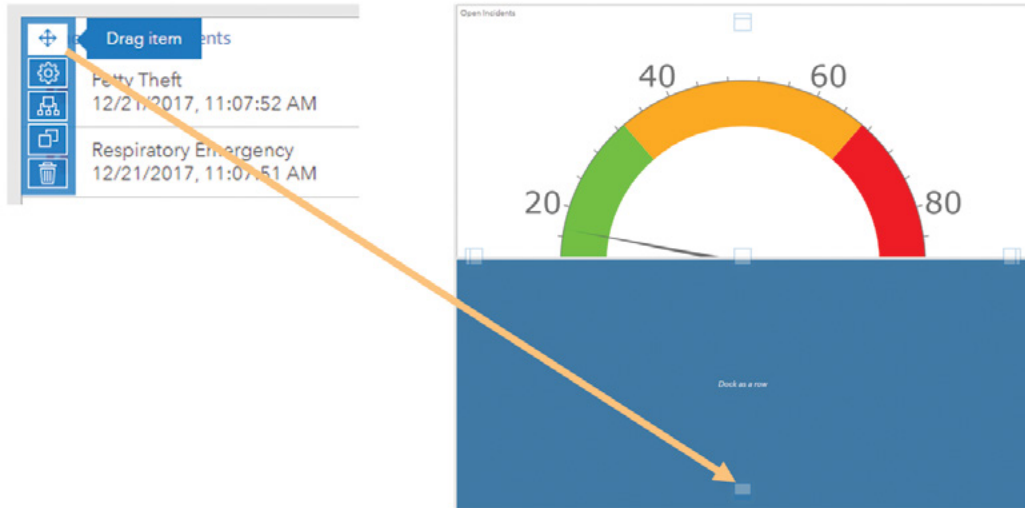 Drag item
ents
Petty Theft
12/21/2017, 11:07:52 AM
Respiratory Emergency
12/21/2017, 11:07:51 AM
Open Incidents
40
60
20
80
Dock as a row